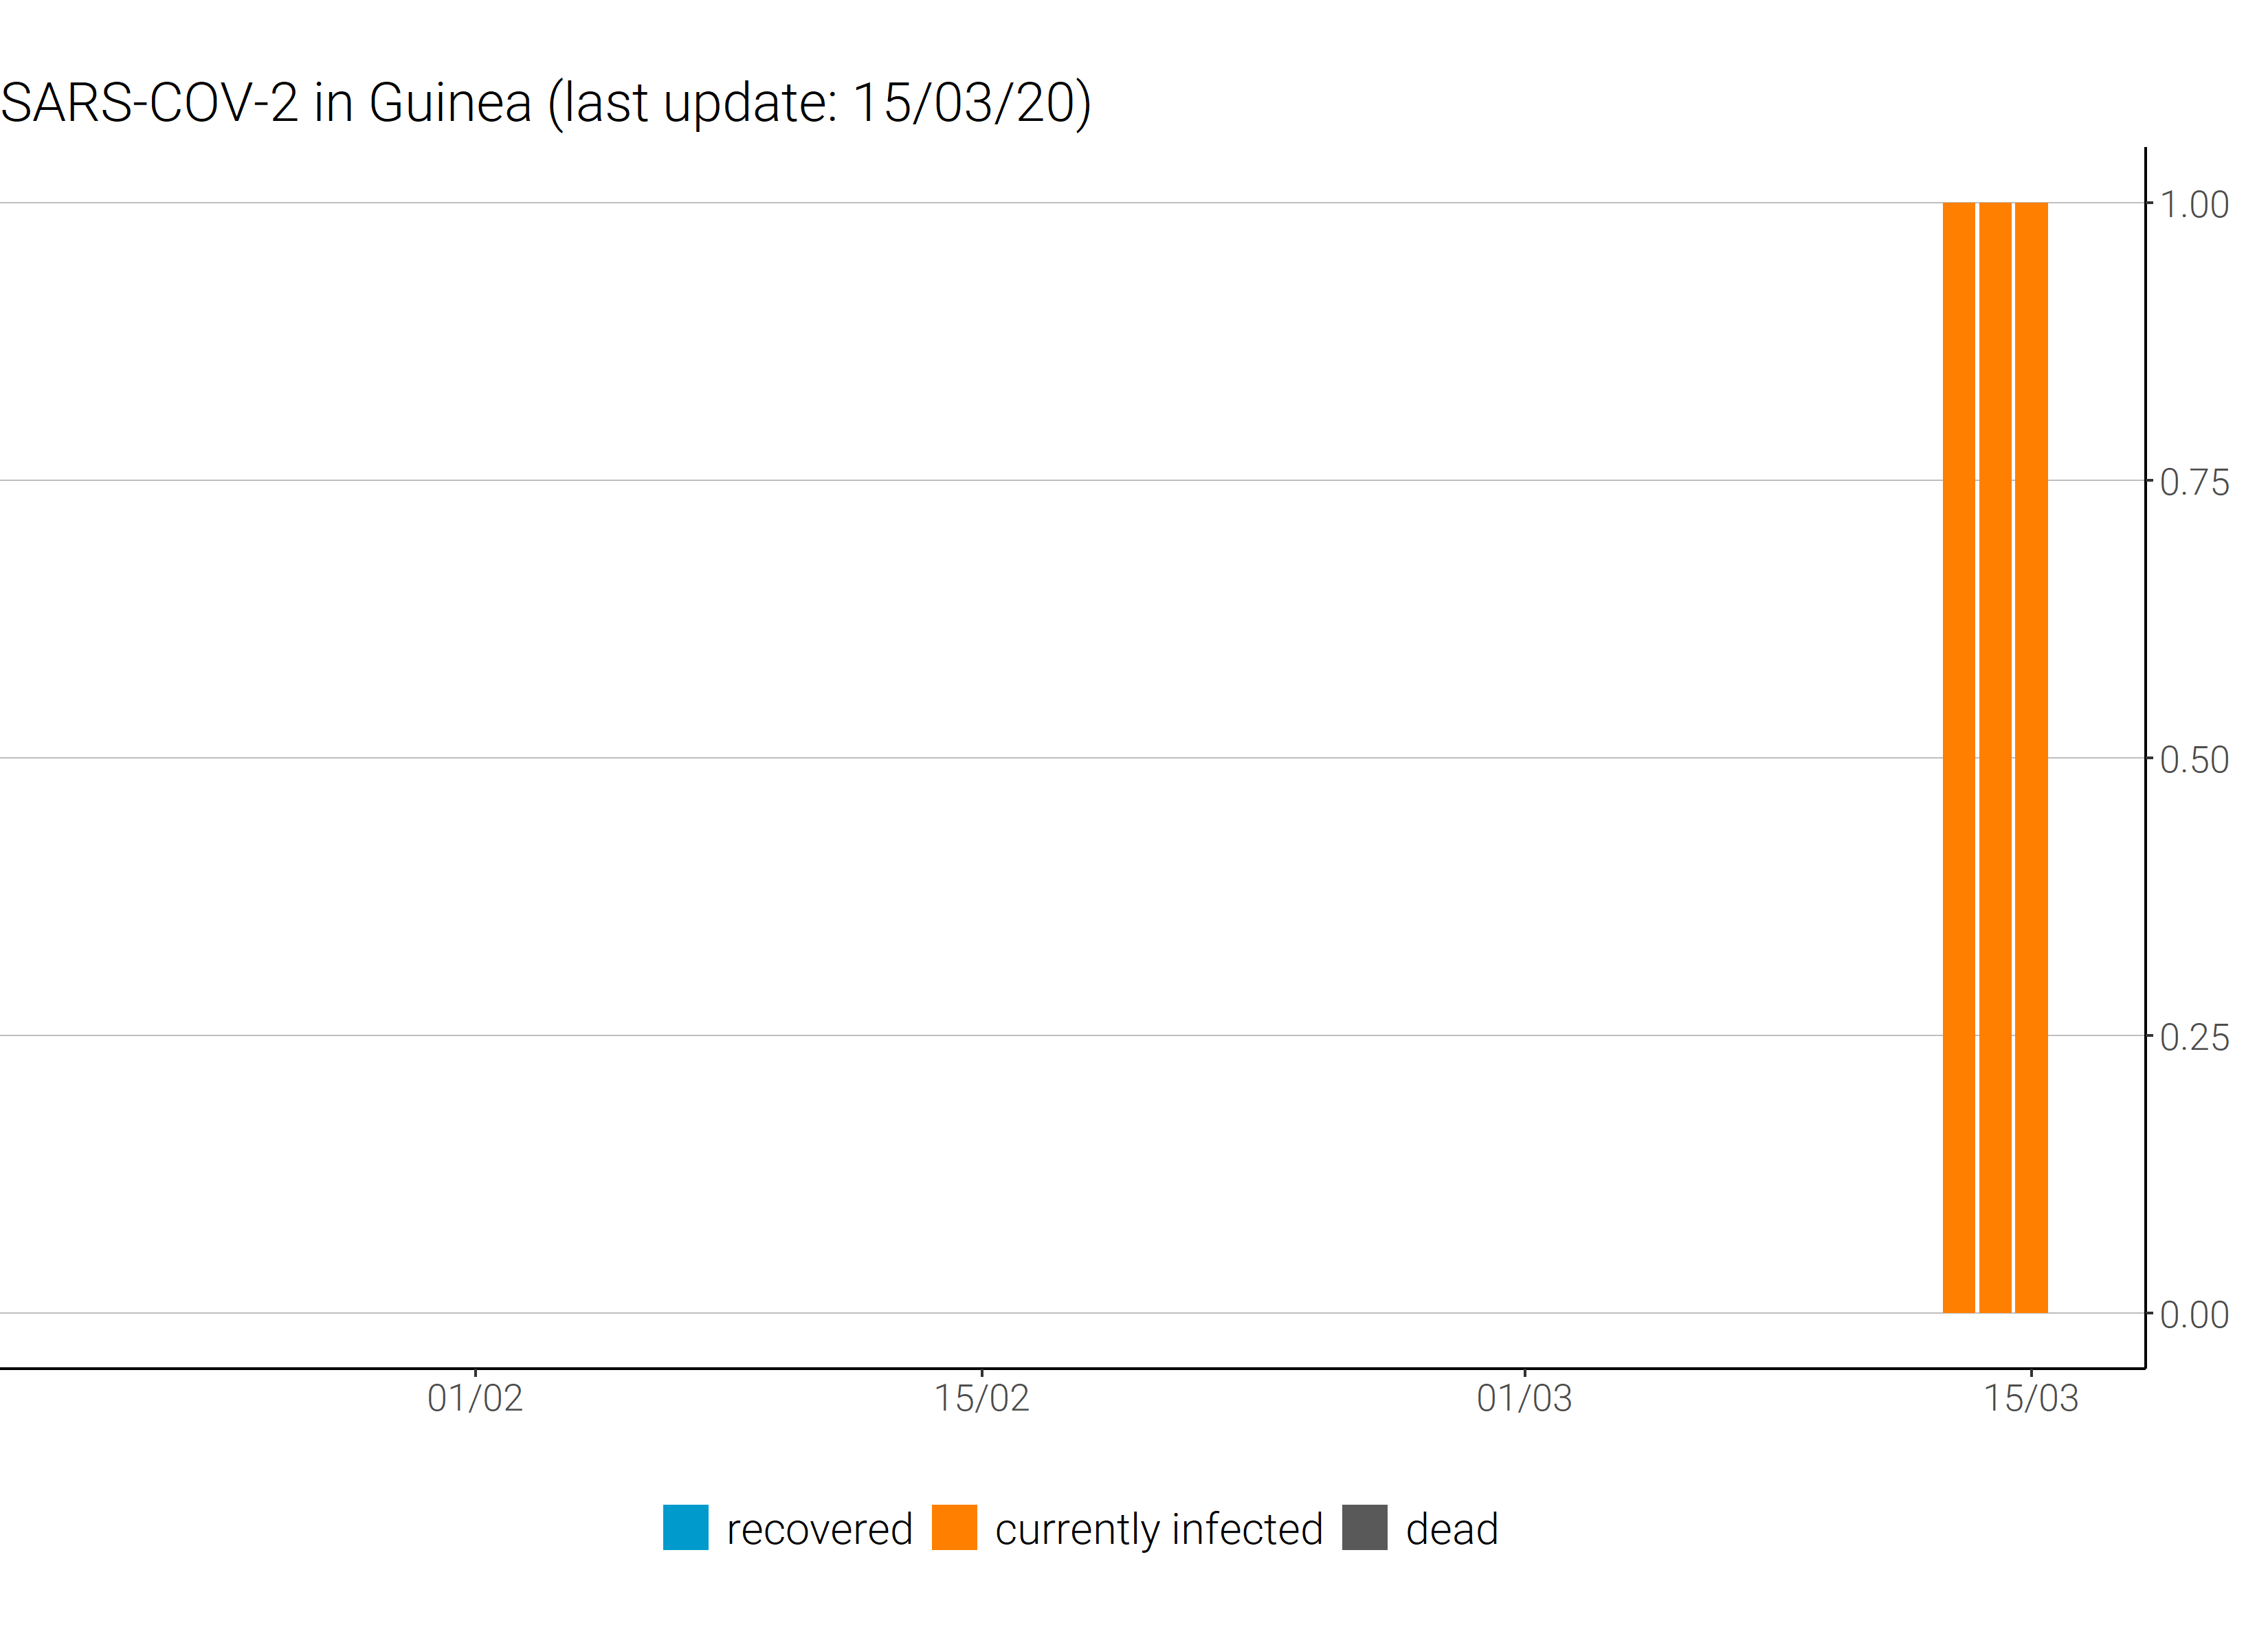 SARS-COV-2 in Guinea (last update: 15/03/20)
1.00
0.75
0.50
0.25
0.00
01/02 15/02 01/03 15/03
recovered currently infected dead